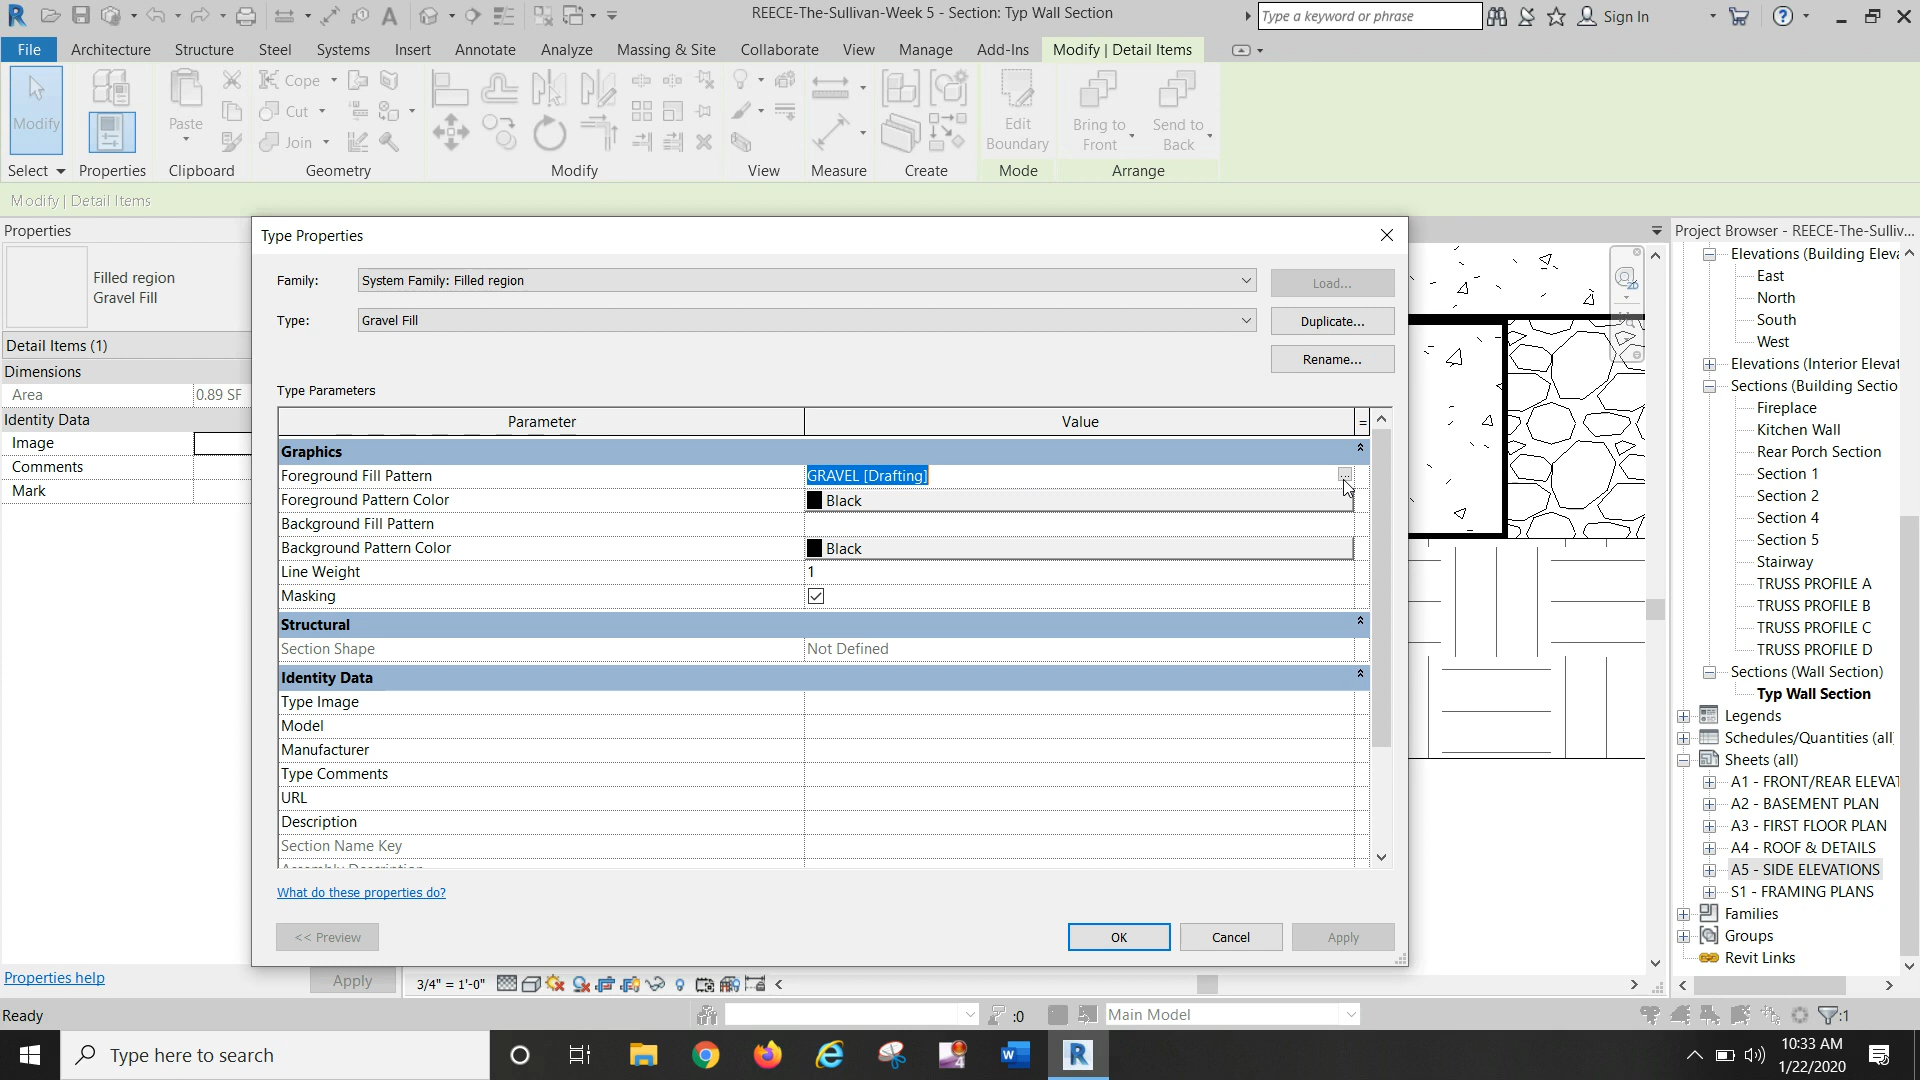 REECE-The-Sullivan-Week 5 - Section: Typ Wall Section
Type a keyword or phrase
Sign In
File Architecture Structure Steel Systems Insert Annotate Analyze Massing & Site Collaborate View Manage Add-Ins Modify | Detail Items
Modify Paste Cope Cut Join Edit Boundary Bring to Front Send to Back
Select Properties Clipboard Geometry Modify View Measure Create Mode Arrange
Modify | Detail Items
Properties
Filled region
Gravel Fill
Detail Items (1)
Dimensions
Area 0.89 SF
Identity Data
Image
Comments
Mark
Properties help
Apply
Type Properties
Family: System Family: Filled region Load...
Type: Gravel Fill Duplicate...
Rename...
Type Parameters
Parameter Value =
Graphics
Foreground Fill Pattern GRAVEL [Drafting]
Foreground Pattern Color Black
Background Fill Pattern
Background Pattern Color Black
Line Weight 1
Masking
Structural
Section Shape Not Defined
Identity Data
Type Image
Model
Manufacturer
Type Comments
URL
Description
Section Name Key
What do these properties do?
<< Preview OK Cancel Apply
Project Browser - REECE-The-Sulliv...
Elevations (Building Eleva
East
North
South
West
Elevations (Interior Elevat
Sections (Building Sectio
Fireplace
Kitchen Wall
Rear Porch Section
Section 1
Section 2
Section 4
Section 5
Stairway
TRUSS PROFILE A
TRUSS PROFILE B
TRUSS PROFILE C
TRUSS PROFILE D
Sections (Wall Section)
Typ Wall Section
Legends
Schedules/Quantities (all
Sheets (all)
A1 - FRONT/REAR ELEVAT
A2 - BASEMENT PLAN
A3 - FIRST FLOOR PLAN
A4 - ROOF & DETAILS
A5 - SIDE ELEVATIONS
S1 - FRAMING PLANS
Families
Groups
Revit Links
3/4" = 1'-0"
Ready
:0
Main Model
:1
Type here to search
10:33 AM
1/22/2020